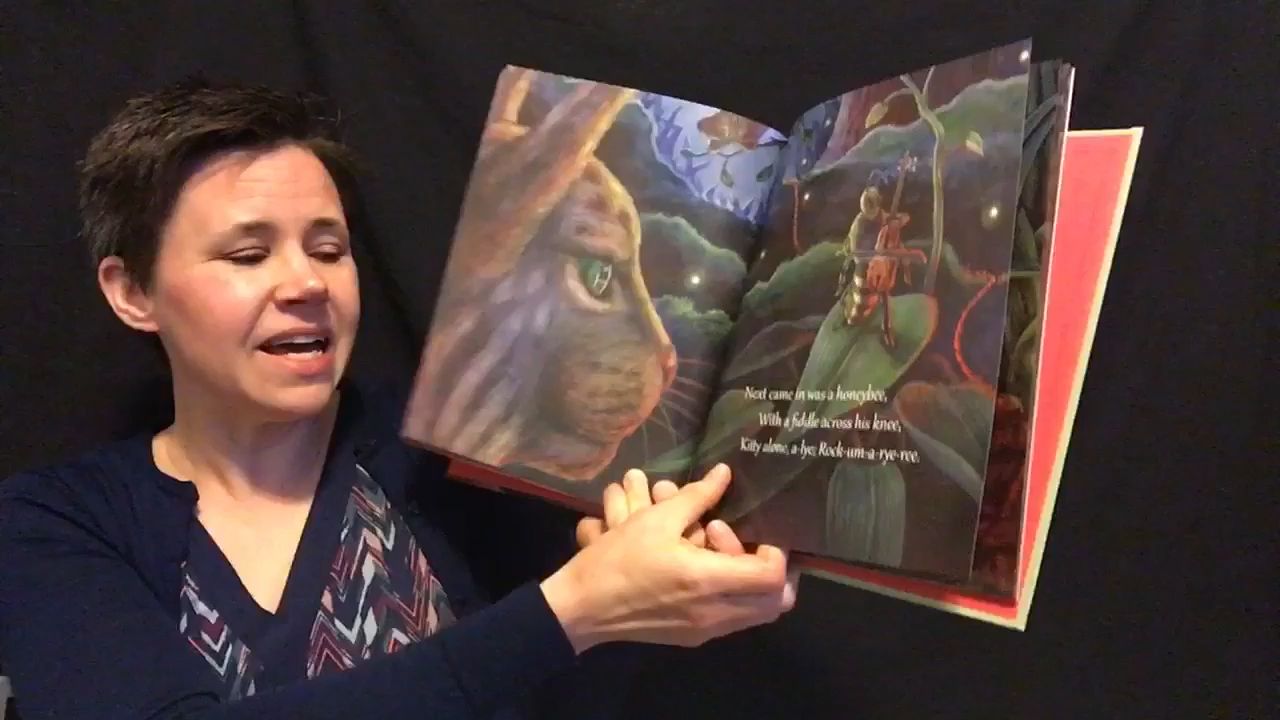 Next came in was a honeybee,
With a fiddle across his knee,
Kitty alone, a-lye; Rock-um-a-rye-ree.